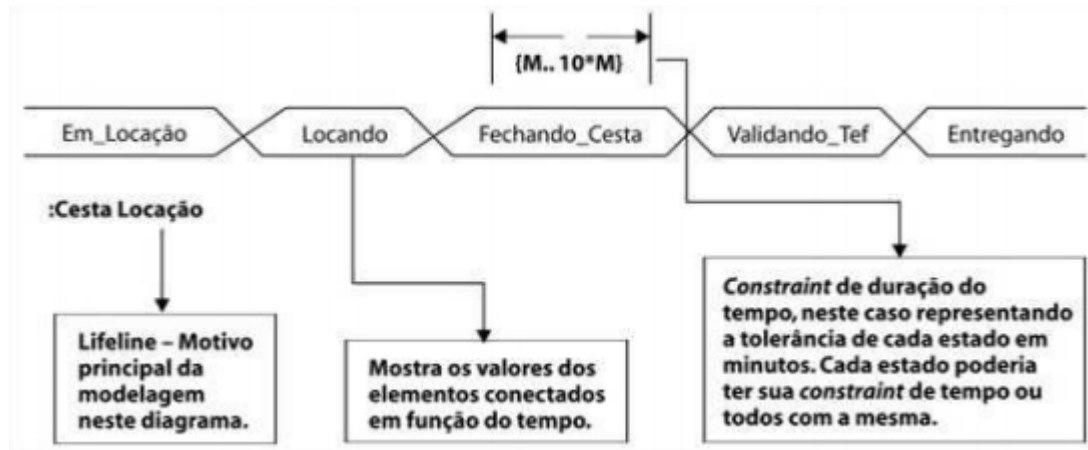 {M.. 10*M}
Em_Locação
Locando
Fechando_Cesta
Validando_Tef
Entregando
:Cesta Locação
Lifeline – Motivo
principal da
modelagem
neste diagrama.
Mostra os valores dos
elementos conectados
em função do tempo.
Constraint de duração do
tempo, neste caso representando
a tolerância de cada estado em
minutos. Cada estado poderia
ter sua constraint de tempo ou
todos com a mesma.